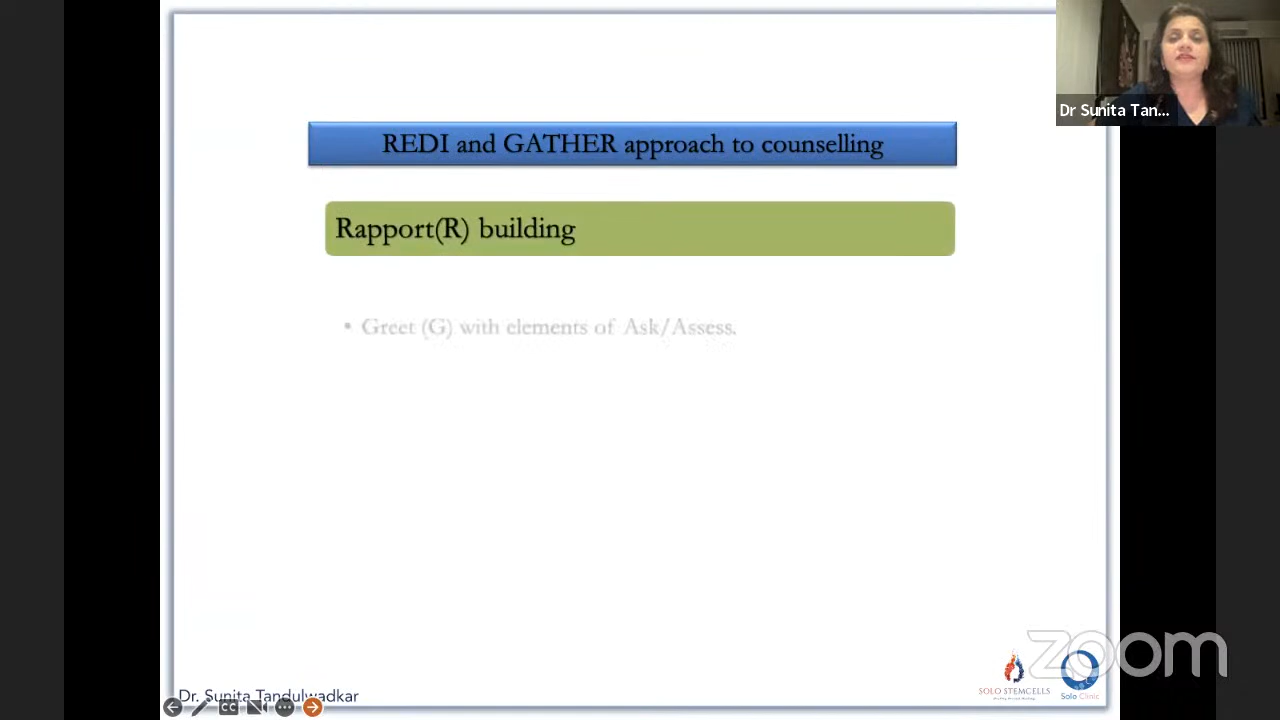 Dr Sunita Tan...
REDI and GATHER approach to counselling
Rapport(R) building
• Greet (G) with elements of Ask/Assess.
zoom
SOLO STEMCELLS
Solo Clinic
Dr. Sunita Tandulwadkar
CC